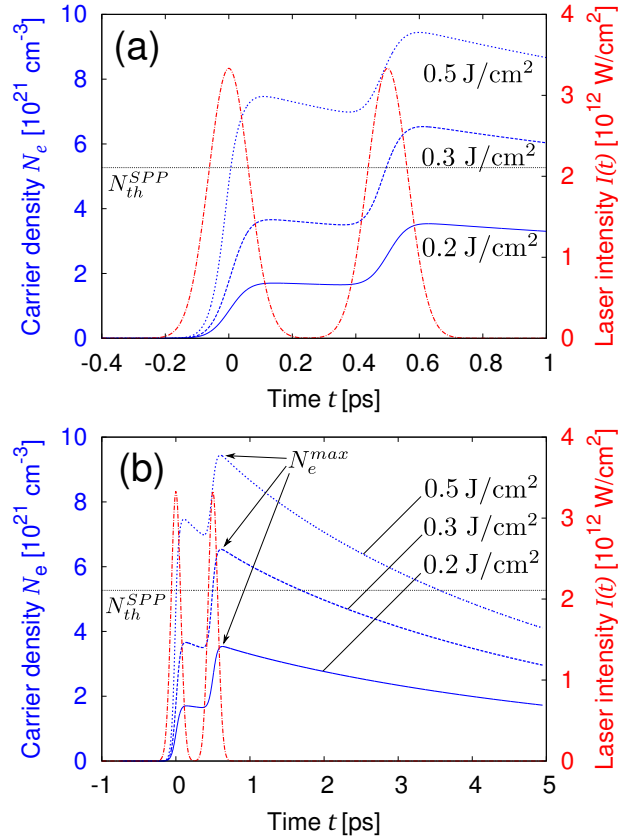 (a)
Carrier density N_e [10^21 cm^-3]
Laser intensity I(t) [10^12 W/cm^2]
10
8
6
4
2
0
4
3
2
1
0
0.5 J/cm^2
0.3 J/cm^2
N_th^SPP
0.2 J/cm^2
-0.4 -0.2 0 0.2 0.4 0.6 0.8 1
Time t [ps]
(b)
Carrier density N_e [10^21 cm^-3]
Laser intensity I(t) [10^12 W/cm^2]
10
8
6
4
2
0
4
3
2
1
0
N_e^max
0.5 J/cm^2
0.3 J/cm^2
0.2 J/cm^2
N_th^SPP
-1 0 1 2 3 4 5
Time t [ps]